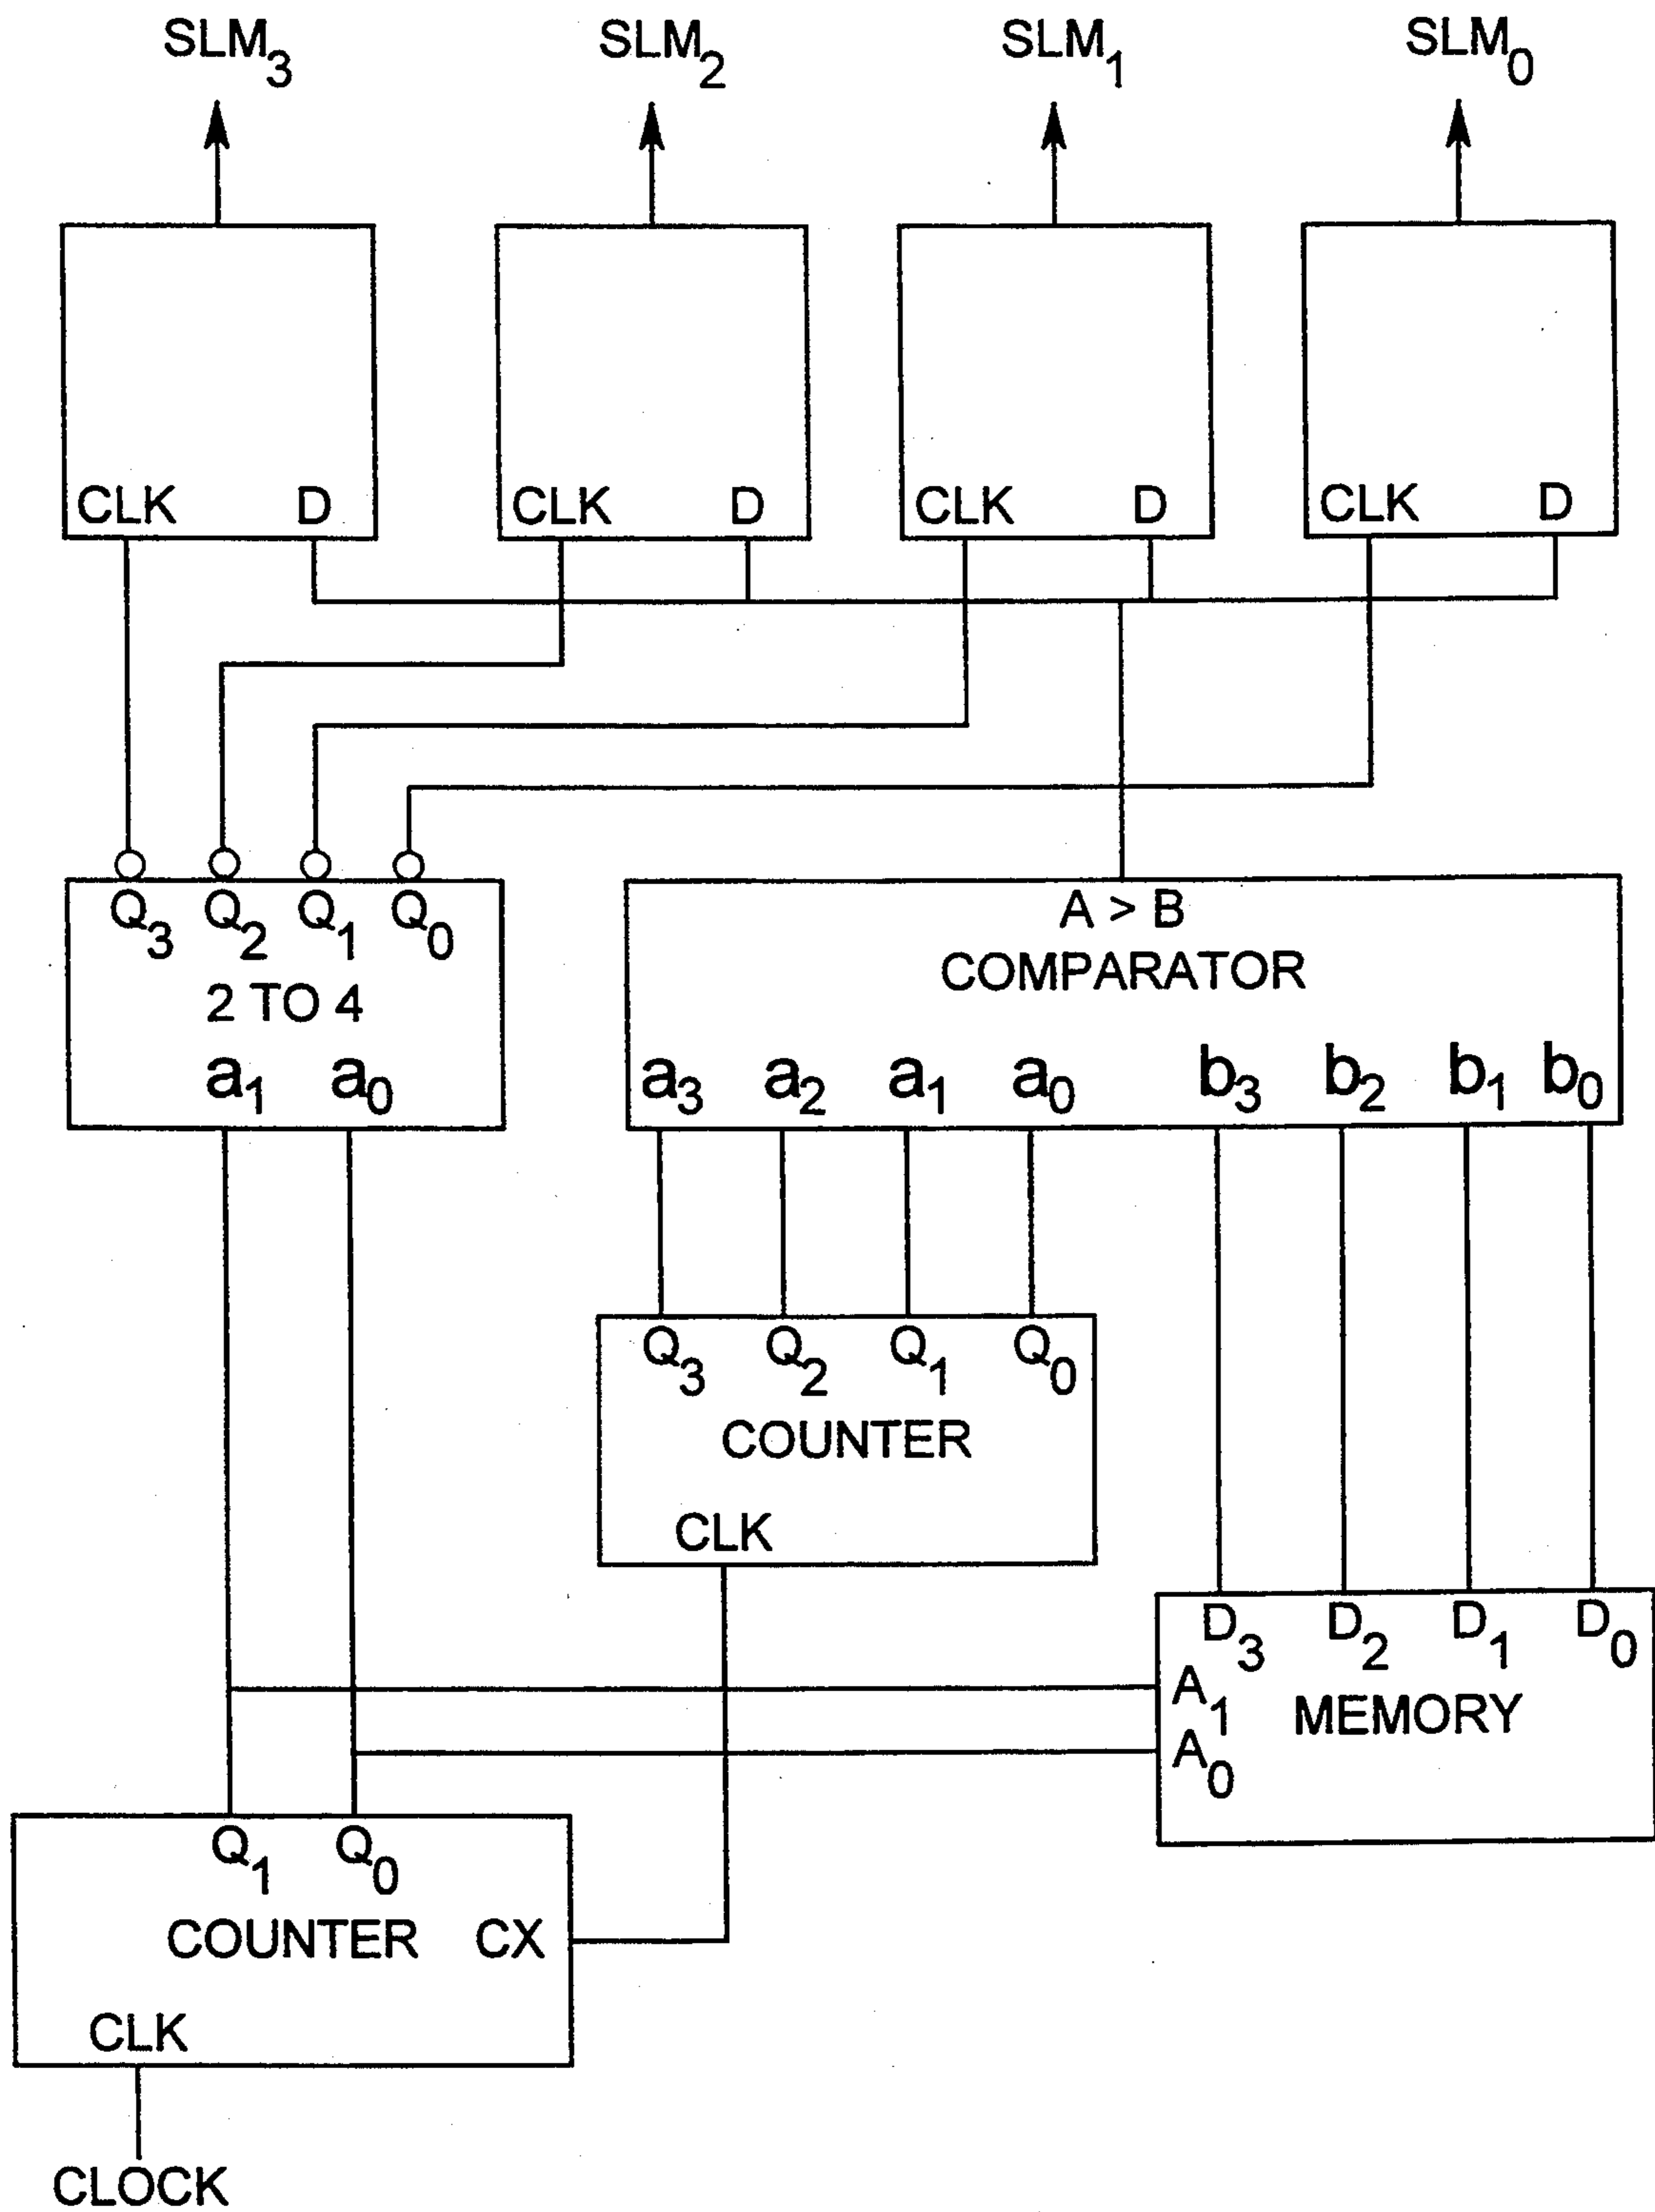 SLM₃ SLM₂ SLM₁ SLM₀
CLK D CLK D CLK D CLK D
Q₃ Q₂ Q₁ Q₀
2 TO 4
a₁ a₀
A > B
COMPARATOR
a₃ a₂ a₁ a₀ b₃ b₂ b₁ b₀
Q₃ Q₂ Q₁ Q₀
COUNTER
CLK
D₃ D₂ D₁ D₀
A₁ MEMORY
A₀
Q₁ Q₀
COUNTER CX
CLK
CLOCK